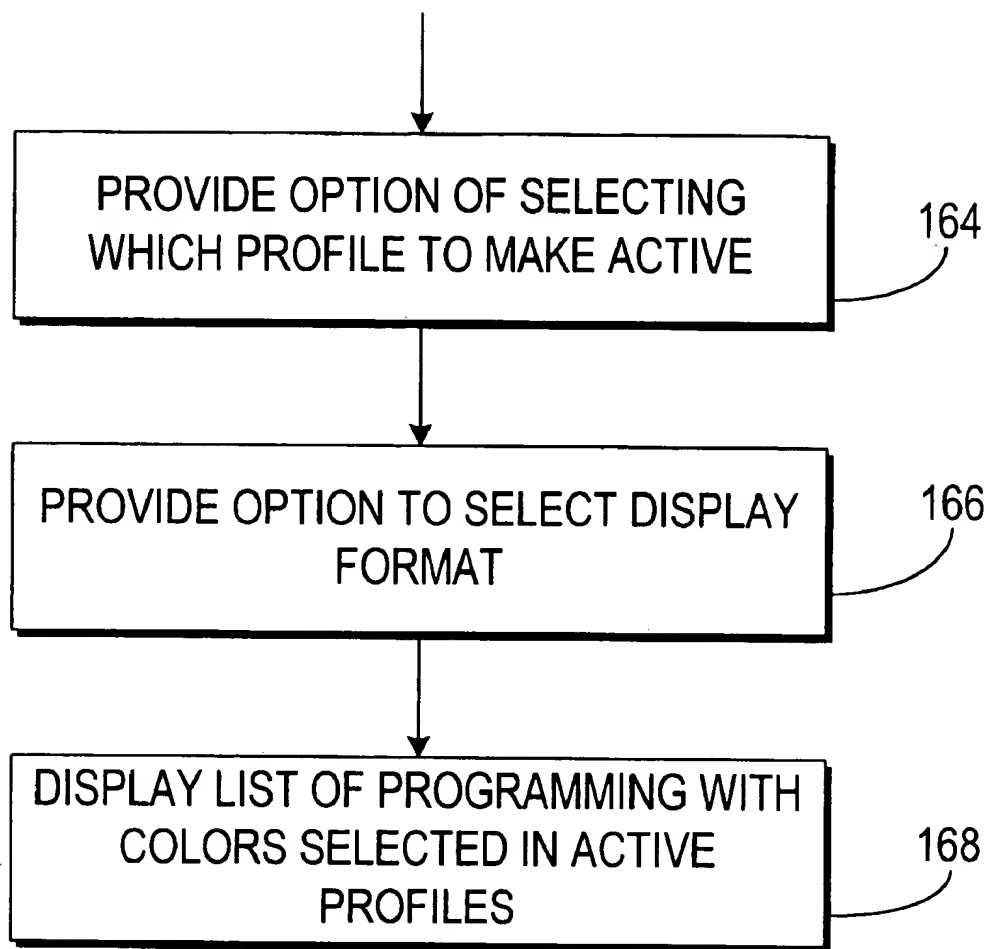 PROVIDE OPTION OF SELECTING
WHICH PROFILE TO MAKE ACTIVE
164
PROVIDE OPTION TO SELECT DISPLAY
FORMAT
166
DISPLAY LIST OF PROGRAMMING WITH
COLORS SELECTED IN ACTIVE
PROFILES
168